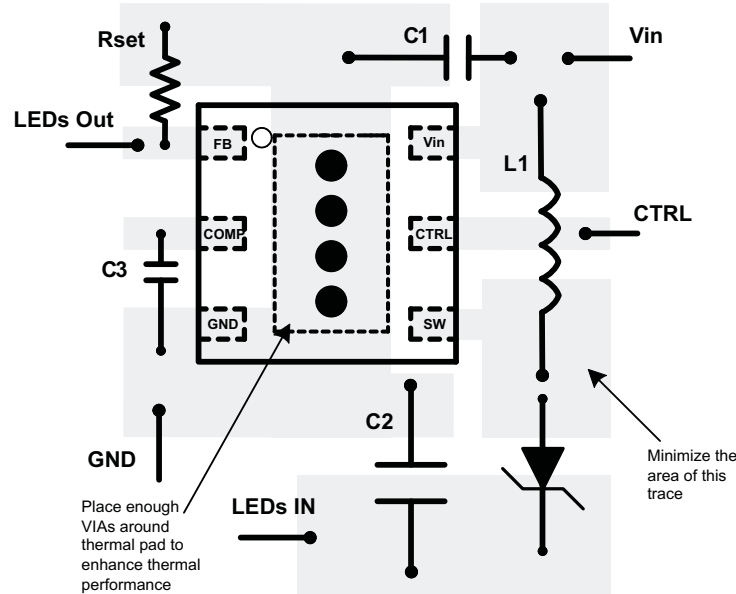 C1
Vin
Rset
LEDs Out
FB
Vin
L1
COMP
CTRL
CTRL
C3
GND
SW
C2
GND
Minimize the
area of this
trace
Place enough
VIAs around
thermal pad to
enhance thermal
performance
LEDs IN